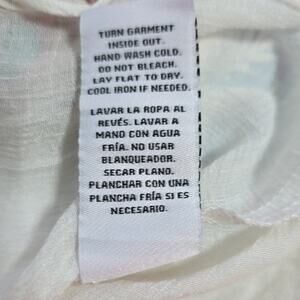 TURN GARMENT
INSIDE OUT.
HAND WASH COLD.
DO NOT BLEACH.
LAY FLAT TO DRY.
COOL IRON IF NEEDED.
LAVAR LA ROPA AL
REVÉS. LAVAR A
MANO CON AGUA
FRÍA. NO USAR
BLANQUEADOR.
SECAR PLANO.
PLANCHAR CON UNA
PLANCHA FRÍA SI ES
NECESARIO.